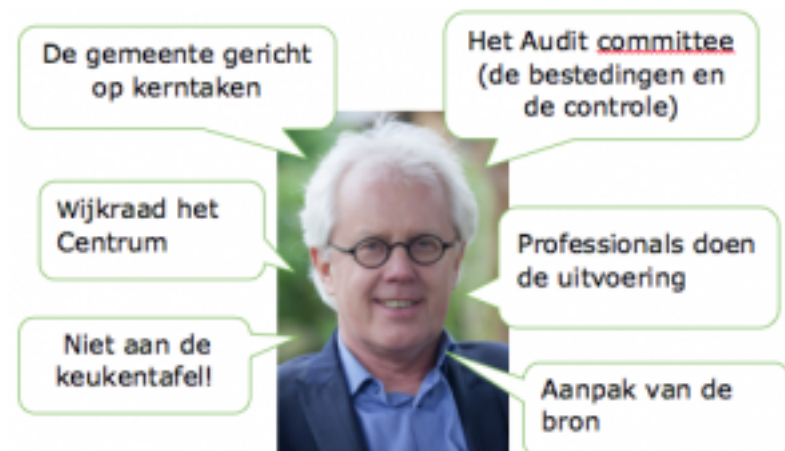 De gemeente gericht
op kerntaken
Het Audit committee
(de bestedingen en
de controle)
Wijkraad het
Centrum
Professionals doen
de uitvoering
Niet aan de
keukentafel!
Aanpak van de
bron